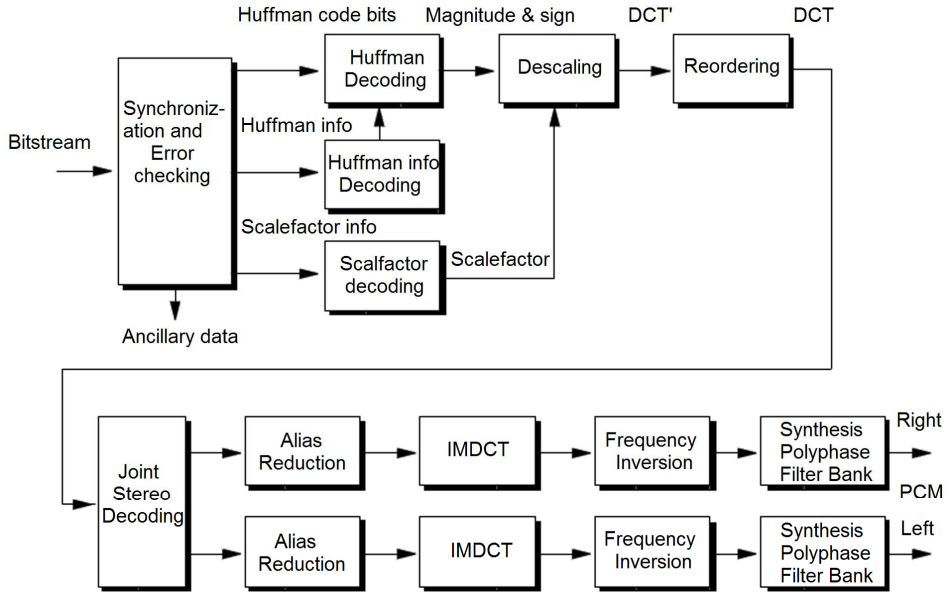 Huffman code bits
Magnitude & sign
DCT'
DCT
Bitstream
Synchroniz-
ation and
Error
checking
Huffman
Decoding
Descaling
Reordering
Huffman info
Huffman info
Decoding
Scalefactor info
Scalfactor
decoding
Scalefactor
Ancillary data
Joint
Stereo
Decoding
Alias
Reduction
IMDCT
Frequency
Inversion
Synthesis
Polyphase
Filter Bank
Right
PCM
Alias
Reduction
IMDCT
Frequency
Inversion
Synthesis
Polyphase
Filter Bank
Left